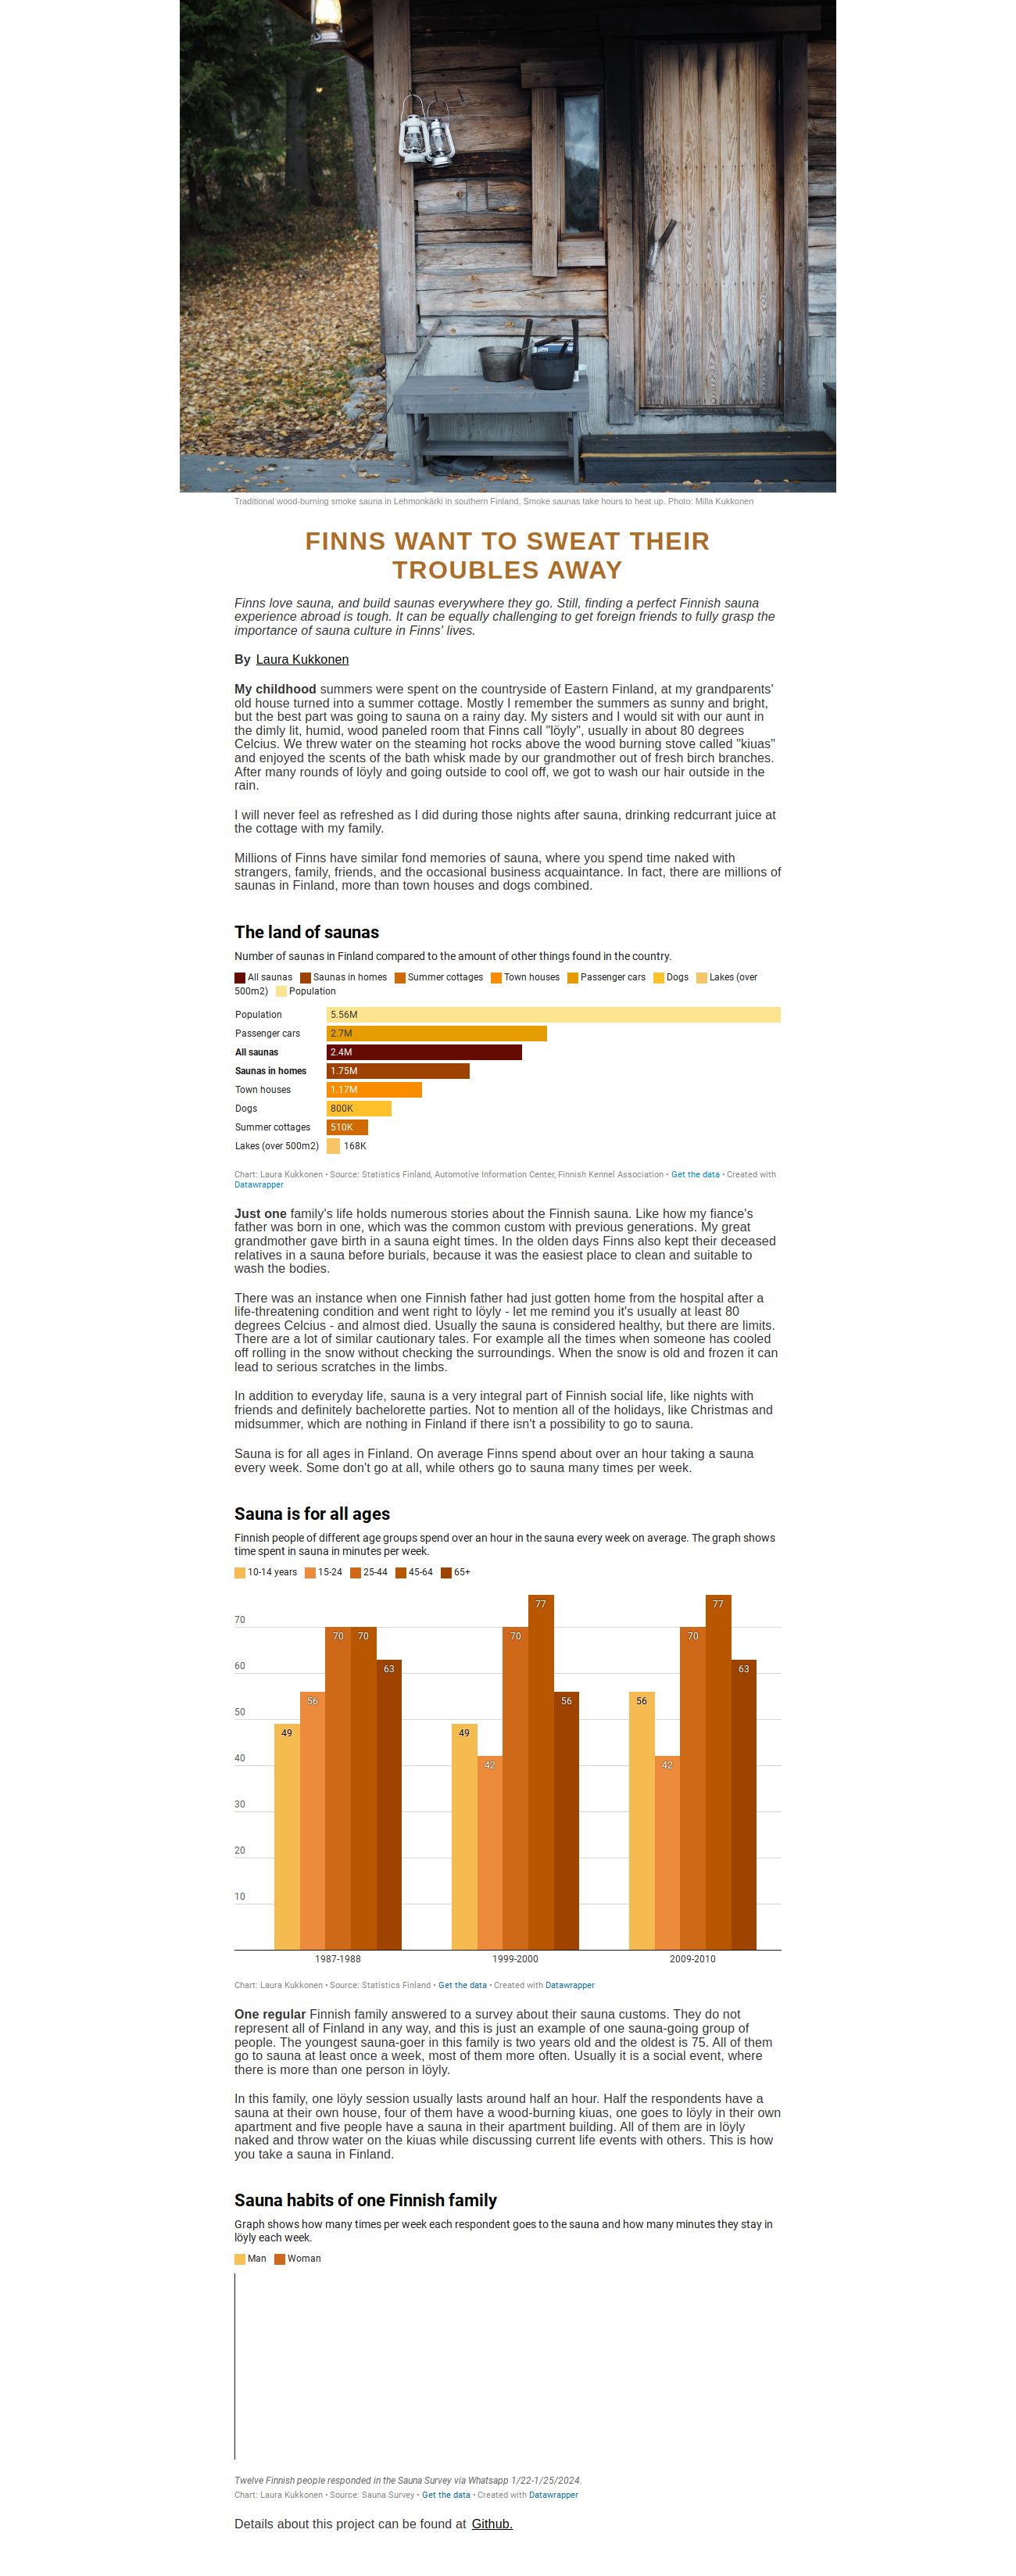 Traditional wood-burning smoke sauna in Lehmonkärki in southern Finland. Smoke saunas take hours to heat up. Photo: Milla Kukkonen
FINNS WANT TO SWEAT THEIR
TROUBLES AWAY
Finns love sauna, and build saunas everywhere they go. Still, finding a perfect Finnish sauna
experience abroad is tough. It can be equally challenging to get foreign friends to fully grasp the
importance of sauna culture in Finns' lives.
By Laura Kukkonen
My childhood summers were spent on the countryside of Eastern Finland, at my grandparents'
old house turned into a summer cottage. Mostly I remember the summers as sunny and bright,
but the best part was going to sauna on a rainy day. My sisters and I would sit with our aunt in
the dimly lit, humid, wood paneled room that Finns call "löyly", usually in about 80 degrees
Celcius. We threw water on the steaming hot rocks above the wood burning stove called "kiuas"
and enjoyed the scents of the bath whisk made by our grandmother out of fresh birch branches.
After many rounds of löyly and going outside to cool off, we got to wash our hair outside in the
rain.
I will never feel as refreshed as I did during those nights after sauna, drinking redcurrant juice at
the cottage with my family.
Millions of Finns have similar fond memories of sauna, where you spend time naked with
strangers, family, friends, and the occasional business acquaintance. In fact, there are millions of
saunas in Finland, more than town houses and dogs combined.
The land of saunas
Number of saunas in Finland compared to the amount of other things found in the country.
All saunas Saunas in homes Summer cottages Town houses Passenger cars Dogs Lakes (over
500m2) Population
Population 5.56M
Passenger cars 2.7M
All saunas 2.4M
Saunas in homes 1.75M
Town houses 1.17M
Dogs 800K
Summer cottages 510K
Lakes (over 500m2) 168K
Chart: Laura Kukkonen • Source: Statistics Finland, Automotive Information Center, Finnish Kennel Association • Get the data • Created with
Datawrapper
Just one family's life holds numerous stories about the Finnish sauna. Like how my fiance's
father was born in one, which was the common custom with previous generations. My great
grandmother gave birth in a sauna eight times. In the olden days Finns also kept their deceased
relatives in a sauna before burials, because it was the easiest place to clean and suitable to
wash the bodies.
There was an instance when one Finnish father had just gotten home from the hospital after a
life-threatening condition and went right to löyly - let me remind you it's usually at least 80
degrees Celcius - and almost died. Usually the sauna is considered healthy, but there are limits.
There are a lot of similar cautionary tales. For example all the times when someone has cooled
off rolling in the snow without checking the surroundings. When the snow is old and frozen it can
lead to serious scratches in the limbs.
In addition to everyday life, sauna is a very integral part of Finnish social life, like nights with
friends and definitely bachelorette parties. Not to mention all of the holidays, like Christmas and
midsummer, which are nothing in Finland if there isn't a possibility to go to sauna.
Sauna is for all ages in Finland. On average Finns spend about over an hour taking a sauna
every week. Some don't go at all, while others go to sauna many times per week.
Sauna is for all ages
Finnish people of different age groups spend over an hour in the sauna every week on average. The graph shows
time spent in sauna in minutes per week.
10-14 years 15-24 25-44 45-64 65+
77 77
70
70 70 70 70
63 63
60
56 56 56
50
49 49
42 42
40
30
20
10
1987-1988 1999-2000 2009-2010
Chart: Laura Kukkonen • Source: Statistics Finland • Get the data • Created with Datawrapper
One regular Finnish family answered to a survey about their sauna customs. They do not
represent all of Finland in any way, and this is just an example of one sauna-going group of
people. The youngest sauna-goer in this family is two years old and the oldest is 75. All of them
go to sauna at least once a week, most of them more often. Usually it is a social event, where
there is more than one person in löyly.
In this family, one löyly session usually lasts around half an hour. Half the respondents have a
sauna at their own house, four of them have a wood-burning kiuas, one goes to löyly in their own
apartment and five people have a sauna in their apartment building. All of them are in löyly
naked and throw water on the kiuas while discussing current life events with others. This is how
you take a sauna in Finland.
Sauna habits of one Finnish family
Graph shows how many times per week each respondent goes to the sauna and how many minutes they stay in
löyly each week.
Man Woman
Twelve Finnish people responded in the Sauna Survey via Whatsapp 1/22-1/25/2024.
Chart: Laura Kukkonen • Source: Sauna Survey • Get the data • Created with Datawrapper
Details about this project can be found at Github.